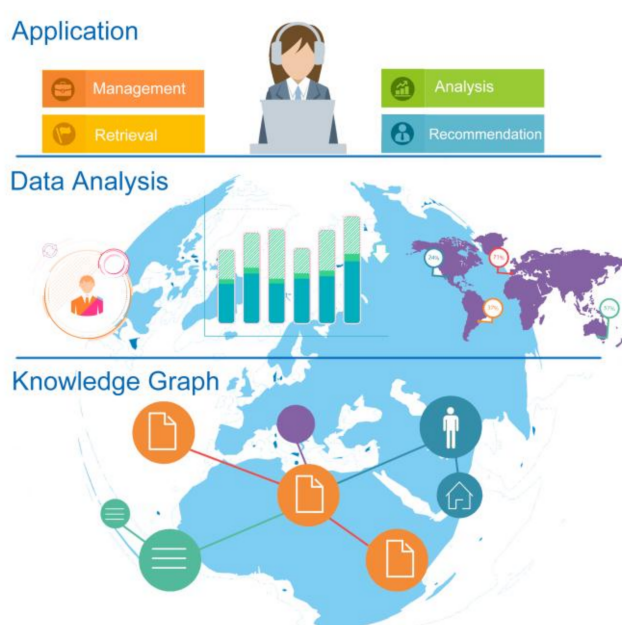 Application
Management
Analysis
Retrieval
Recommendation
Data Analysis
Knowledge Graph